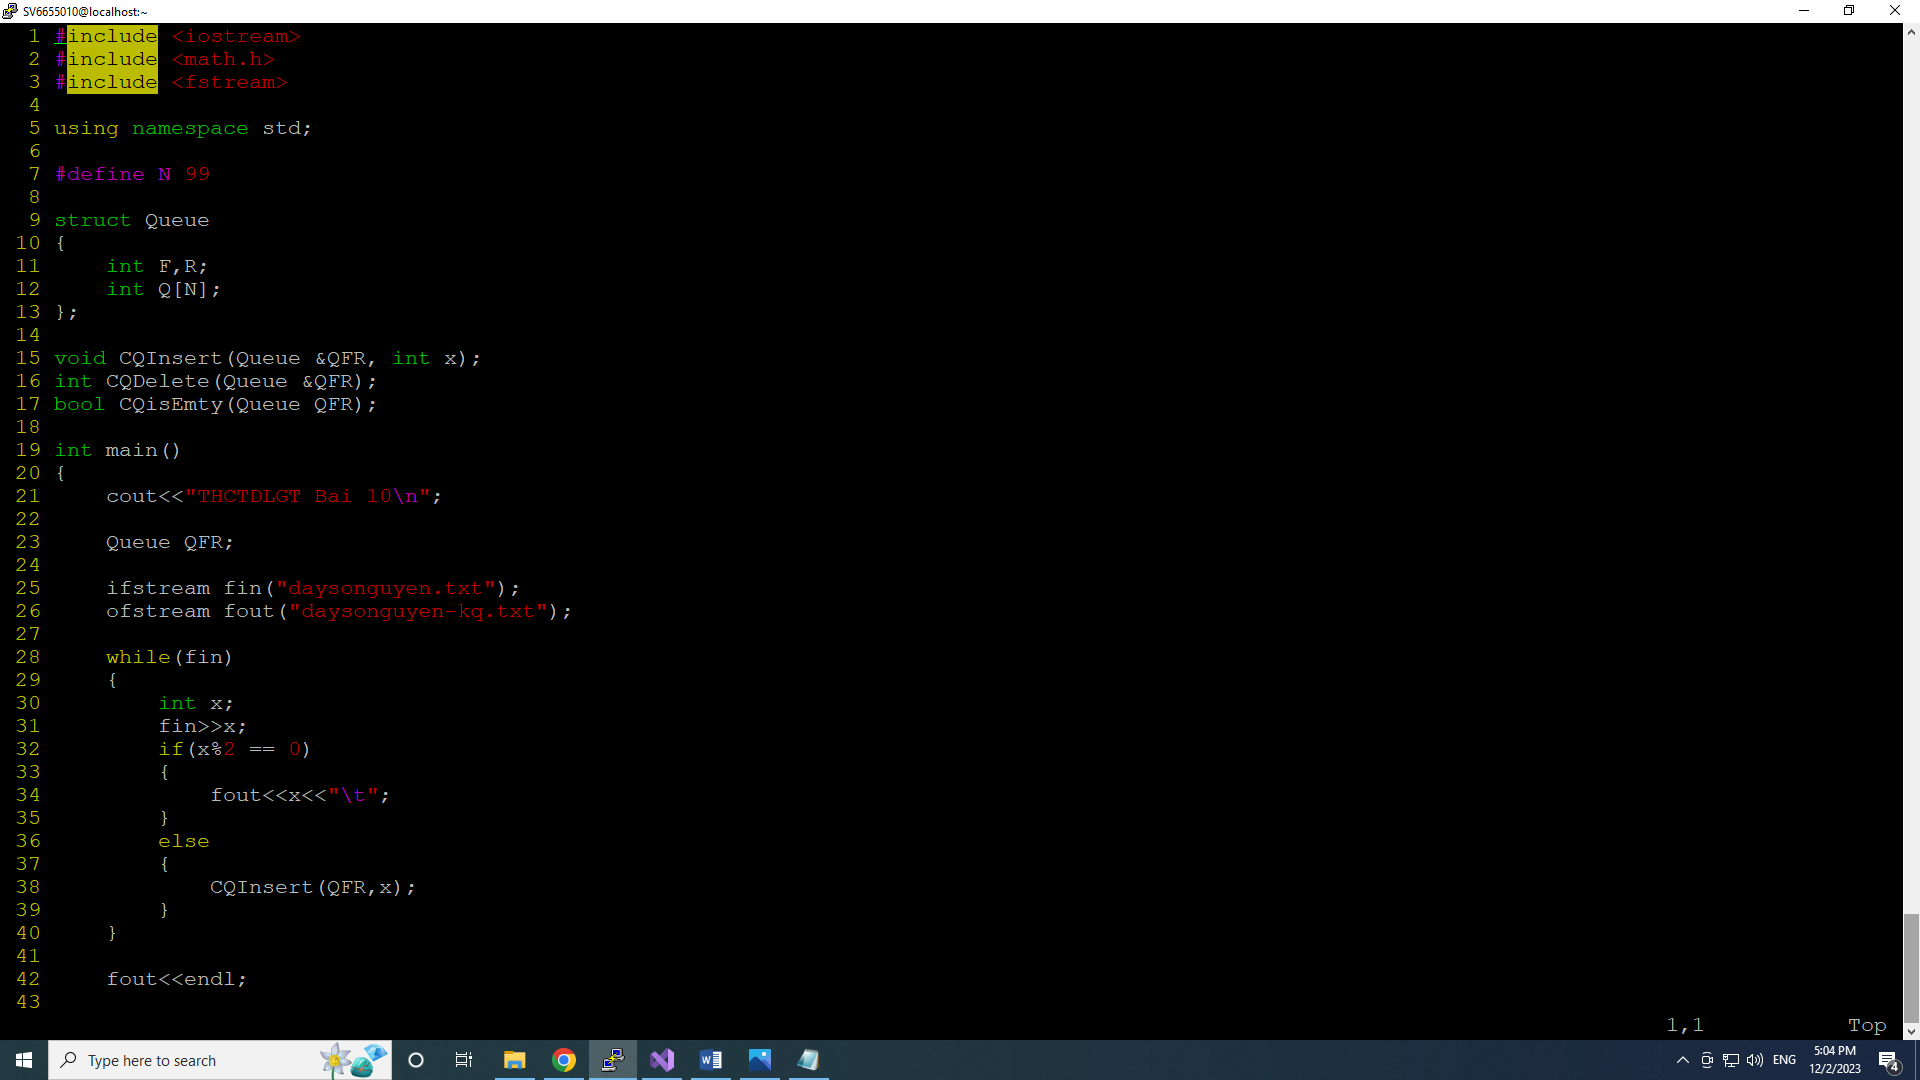 SV6655010@localhost:~
1 #include <iostream>
2 #include <math.h>
3 #include <fstream>
4
5 using namespace std;
6
7 #define N 99
8
9 struct Queue
10 {
11     int F,R;
12     int Q[N];
13 };
14
15 void CQInsert(Queue &QFR, int x);
16 int CQDelete(Queue &QFR);
17 bool CQisEmty(Queue QFR);
18
19 int main()
20 {
21     cout<<"THCTDLGT Bai 10\n";
22
23     Queue QFR;
24
25     ifstream fin("daysonguyen.txt");
26     ofstream fout("daysonguyen-kq.txt");
27
28     while(fin)
29     {
30         int x;
31         fin>>x;
32         if(x%2 == 0)
33         {
34             fout<<x<<"\t";
35         }
36         else
37         {
38             CQInsert(QFR,x);
39         }
40     }
41
42     fout<<endl;
43
1,1 Top
Type here to search
ENG
5:04 PM
12/2/2023
4